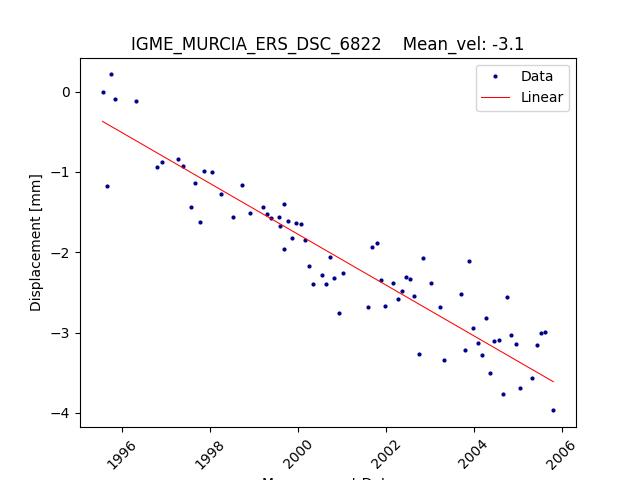 IGME_MURCIA_ERS_DSC_6822    Mean_vel: -3.1
Data
Linear
Displacement [mm]
0
−1
−2
−3
−4
1996
1998
2000
2002
2004
2006